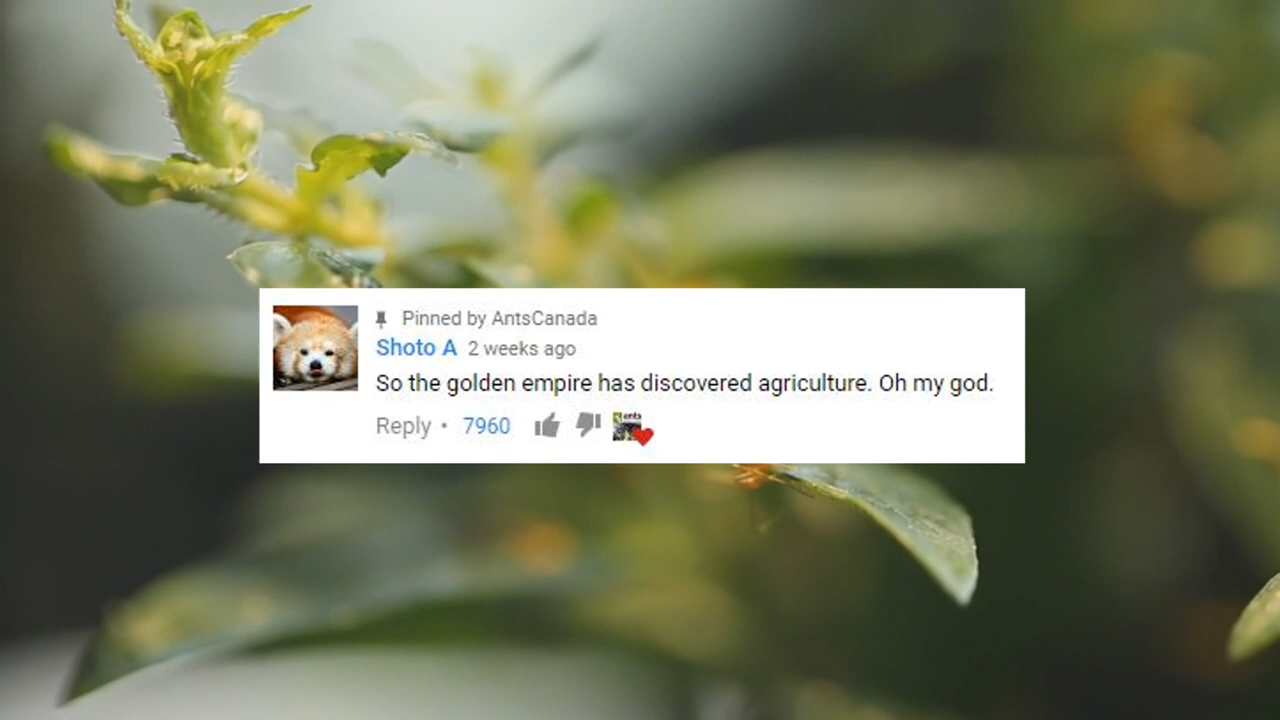 Pinned by AntsCanada
Shoto A 2 weeks ago
So the golden empire has discovered agriculture. Oh my god.
Reply • 7960
ants